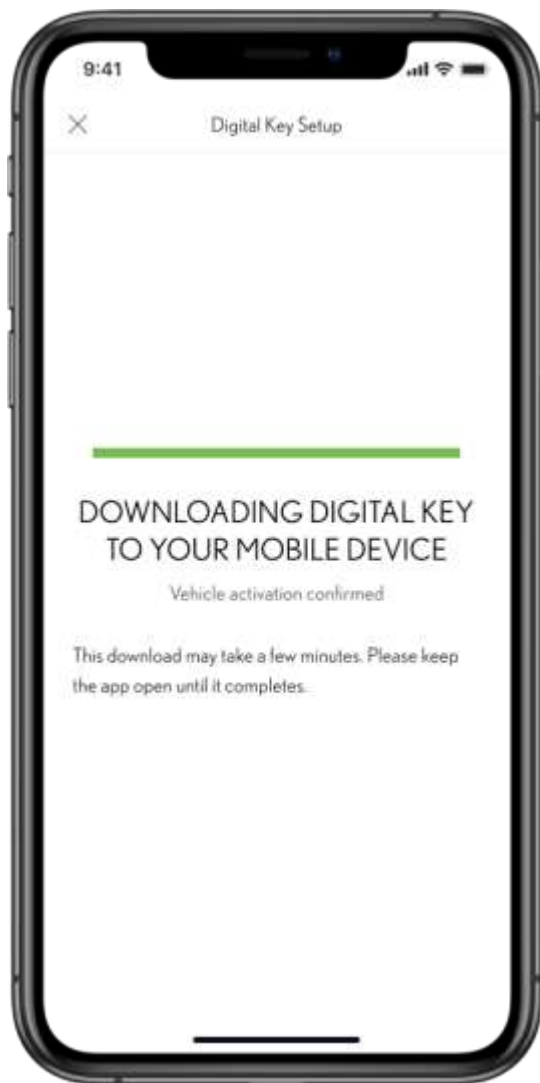 9:41
Digital Key Setup
DOWNLOADING DIGITAL KEY
TO YOUR MOBILE DEVICE
Vehicle activation confirmed
This download may take a few minutes. Please keep
the app open until it completes.